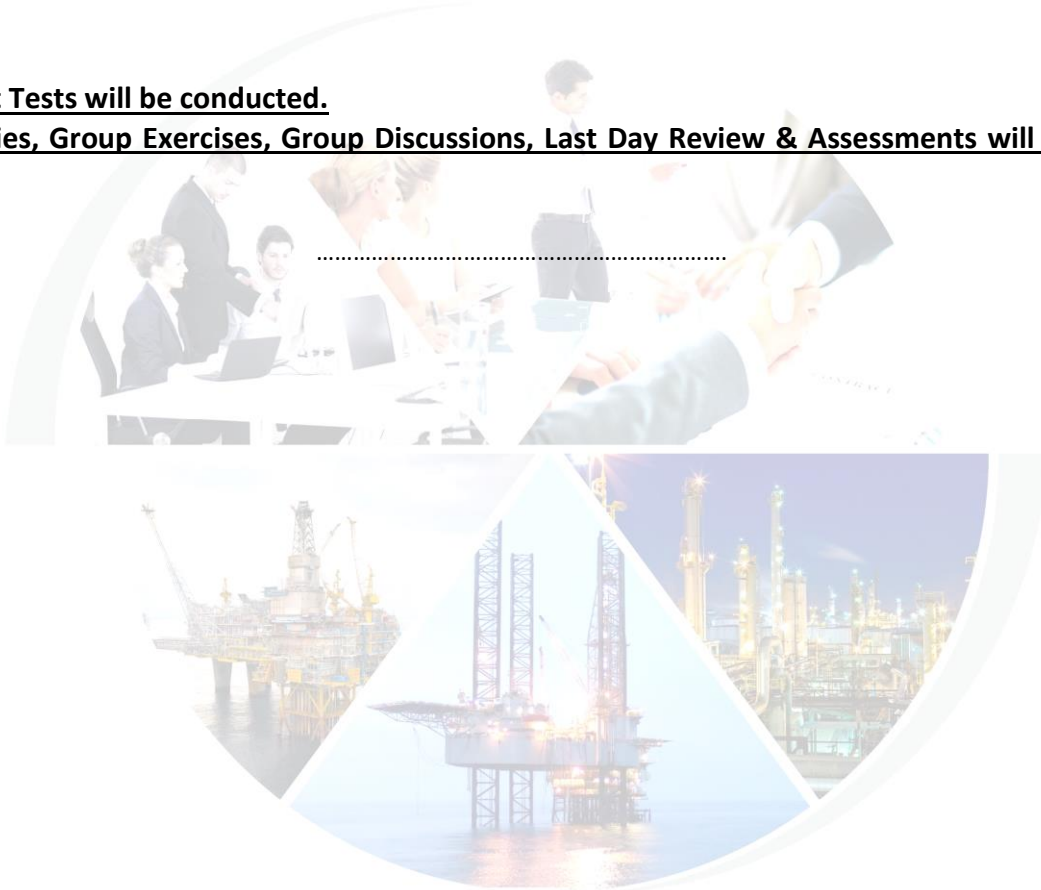 t Tests will be conducted.
ies, Group Exercises, Group Discussions, Last Day Review & Assessments will
……………………………………………………………